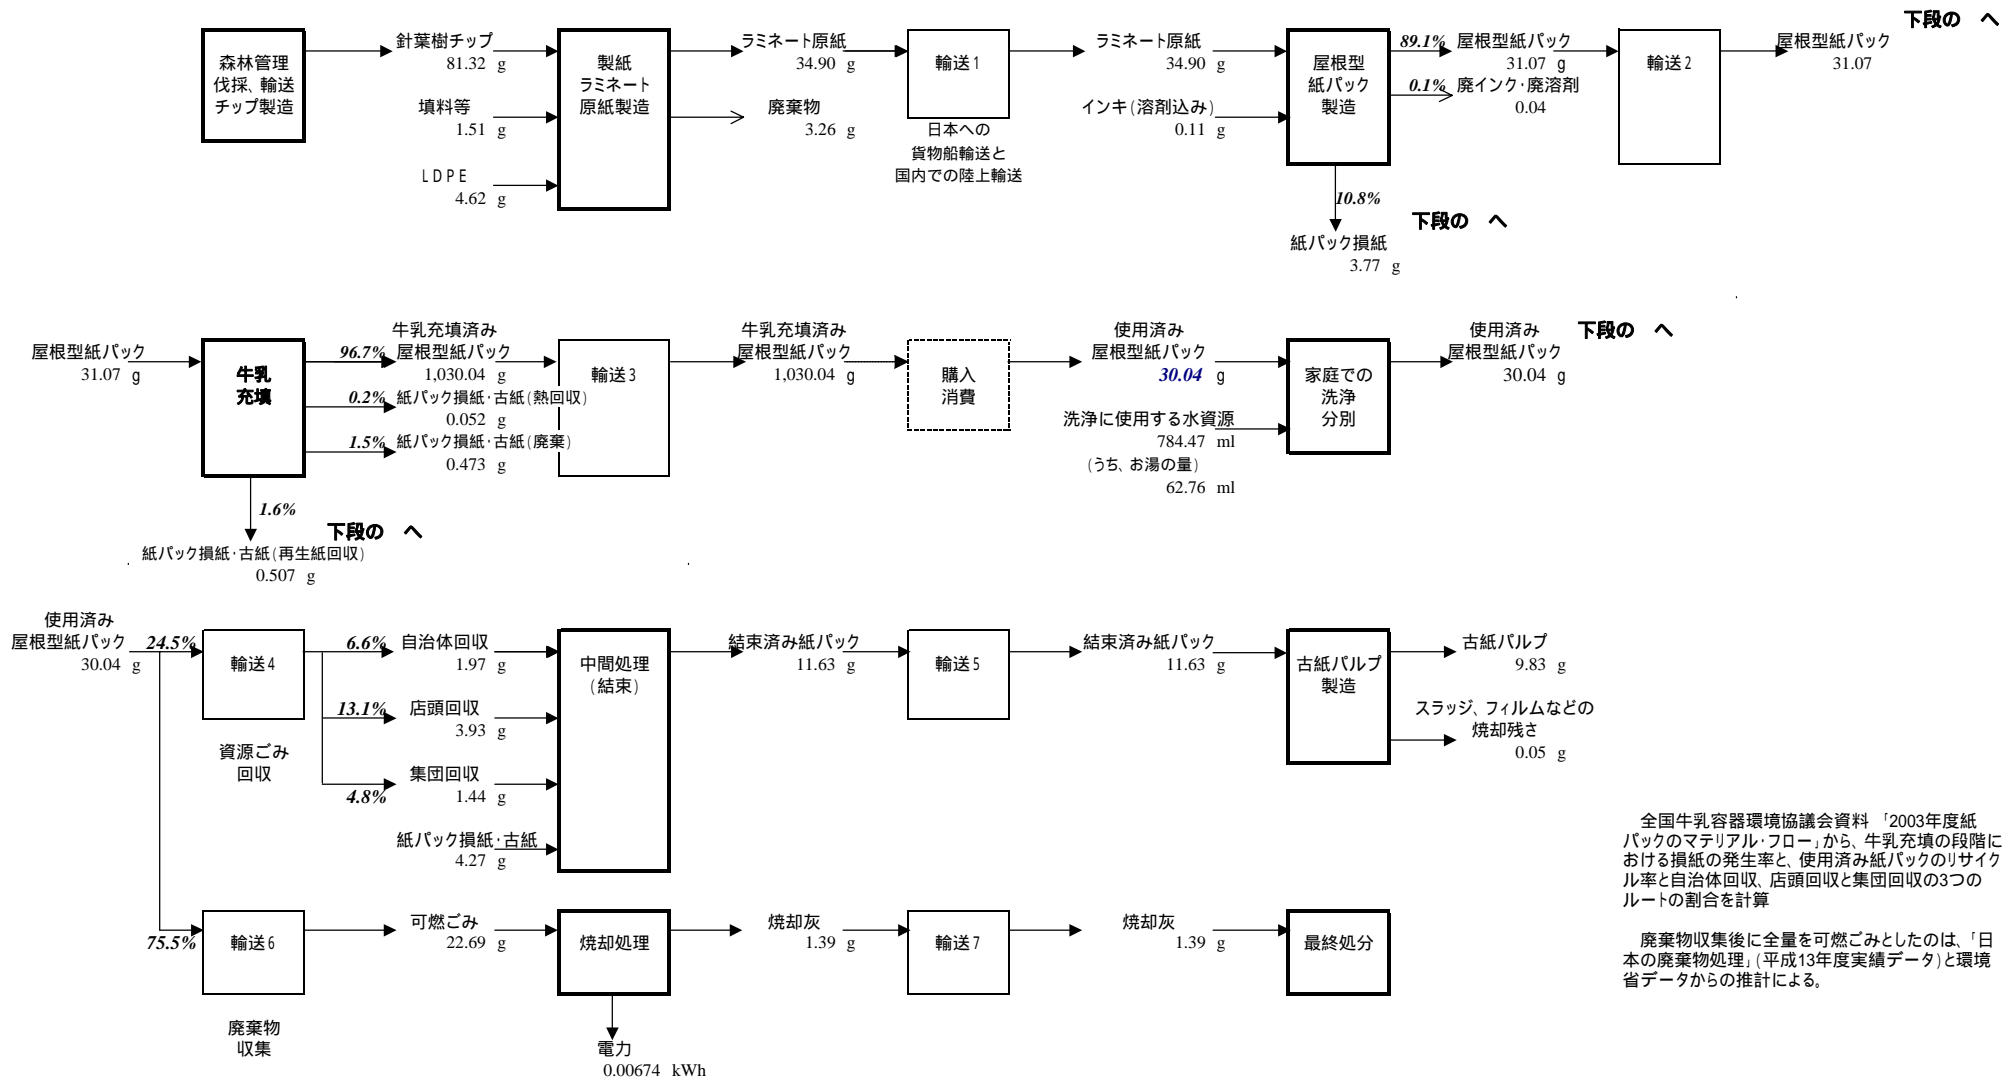 下段の　へ
森林管理
伐採、輸送
チップ製造
針葉樹チップ
81.32 g
填料等
1.51 g
LDPE
4.62 g
製紙
ラミネート
原紙製造
ラミネート原紙
34.90 g
廃棄物
3.26 g
輸送1
日本への
貨物船輸送と
国内での陸上輸送
ラミネート原紙
34.90 g
インキ(溶剤込み)
0.11 g
屋根型
紙パック
製造
89.1% 屋根型紙パック
31.07 g
0.1% 廃インク・廃溶剤
0.04
輸送2
屋根型紙パック
31.07
10.8%
下段の　へ
紙パック損紙
3.77 g
屋根型紙パック
31.07 g
牛乳
充填
牛乳充填済み
96.7% 屋根型紙パック
1,030.04 g
0.2% 紙パック損紙・古紙(熱回収)
0.052 g
1.5% 紙パック損紙・古紙(廃棄)
0.473 g
輸送3
牛乳充填済み
屋根型紙パック
1,030.04 g
購入
消費
使用済み
屋根型紙パック
30.04 g
洗浄に使用する水資源
784.47 ml
(うち、お湯の量)
62.76 ml
家庭での
洗浄
分別
使用済み
屋根型紙パック
30.04 g
下段の　へ
1.6%
下段の　へ
紙パック損紙・古紙(再生紙回収)
0.507 g
使用済み
屋根型紙パック
30.04 g
24.5%
輸送4
資源ごみ
回収
6.6% 自治体回収
1.97 g
13.1% 店頭回収
3.93 g
集団回収
4.8%
1.44 g
紙パック損紙・古紙
4.27 g
中間処理
(結束)
結束済み紙パック
11.63 g
輸送5
結束済み紙パック
11.63 g
古紙パルプ
製造
古紙パルプ
9.83 g
スラッジ、フィルムなどの
焼却残さ
0.05 g
75.5%
輸送6
廃棄物
収集
可燃ごみ
22.69 g
焼却処理
焼却灰
1.39 g
輸送7
焼却灰
1.39 g
最終処分
電力
0.00674 kWh
全国牛乳容器環境協議会資料 「2003年度紙
パックのマテリアル・フロー」から、牛乳充填の段階に
おける損紙の発生率と、使用済み紙パックのリサイク
ル率と自治体回収、店頭回収と集団回収の3つの
ルートの割合を計算
廃棄物収集後に全量を可燃ごみとしたのは、「日
本の廃棄物処理」(平成13年度実績データ)と環境
省データからの推計による。